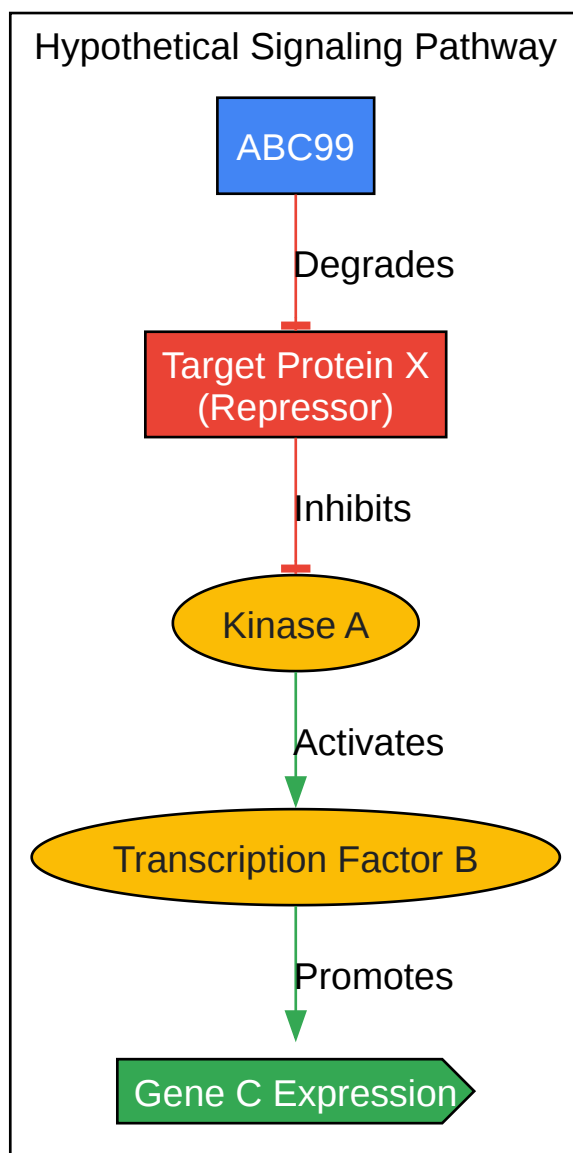 Hypothetical Signaling Pathway
ABC99
Degrades
Target Protein X
(Repressor)
Inhibits
Kinase A
Activates
Transcription Factor B
Promotes
Gene C Expression